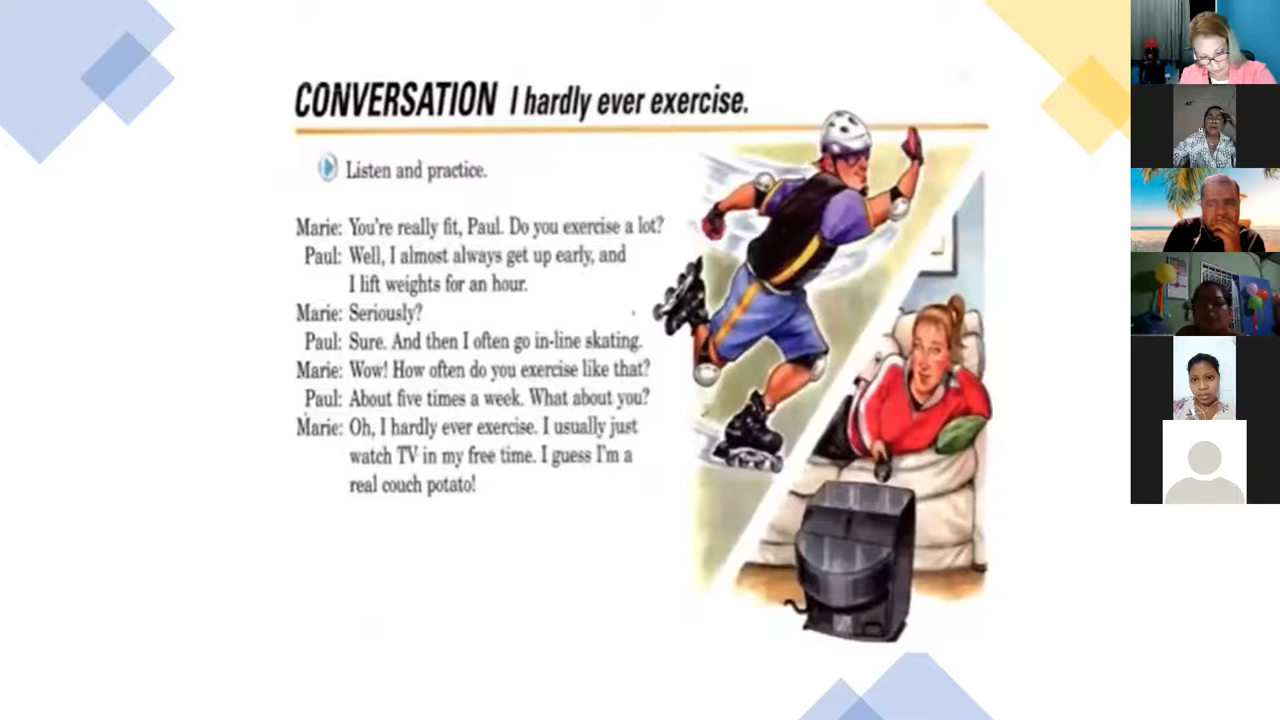 CONVERSATION I hardly ever exercise.
Listen and practice.
Marie: You're really fit, Paul. Do you exercise a lot?
Paul: Well, I almost always get up early, and
I lift weights for an hour.
Marie: Seriously?
Paul: Sure. And then I often go in-line skating.
Marie: Wow! How often do you exercise like that?
Paul: About five times a week. What about you?
Marie: Oh, I hardly ever exercise. I usually just
watch TV in my free time. I guess I'm a
real couch potato!